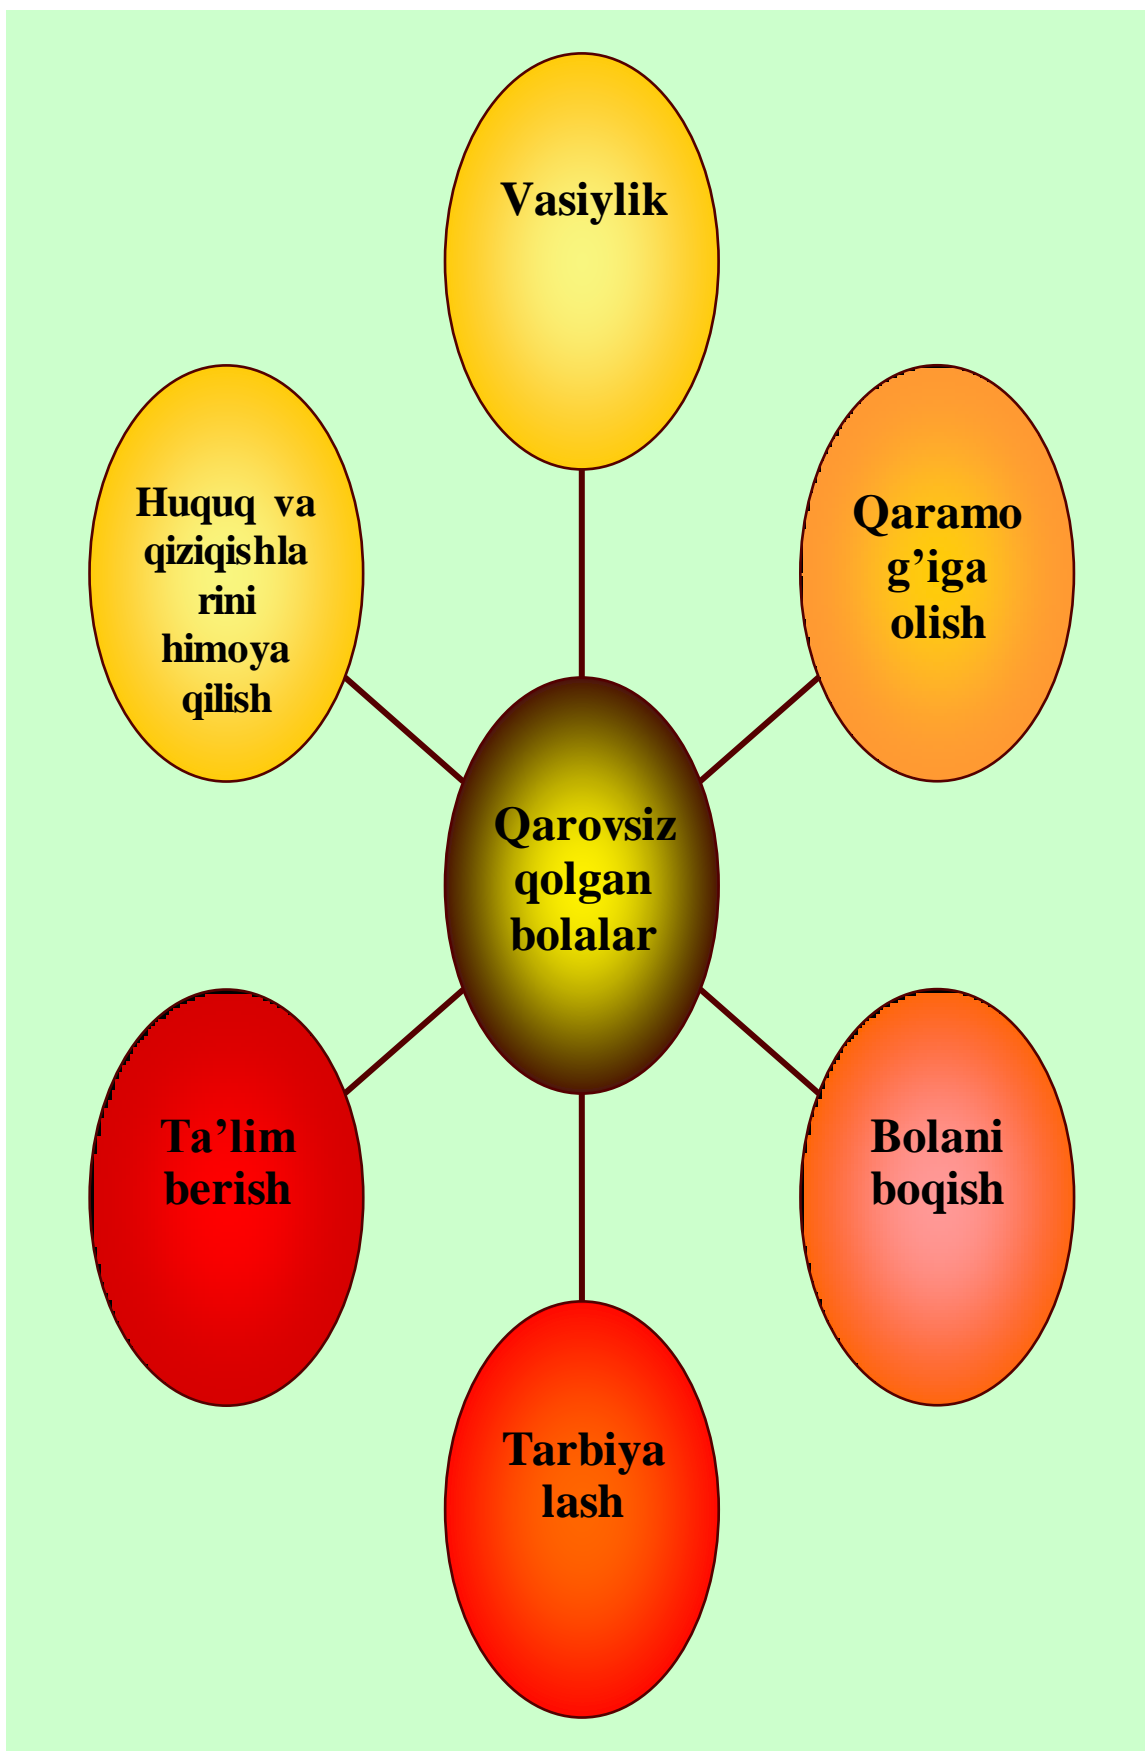 Vasiylik
Huquq va
qiziqishla
rini
himoya
qilish
Qaramo
g’iga
olish
Qarovsiz
qolgan
bolalar
Ta’lim
berish
Bolani
boqish
Tarbiya
lash